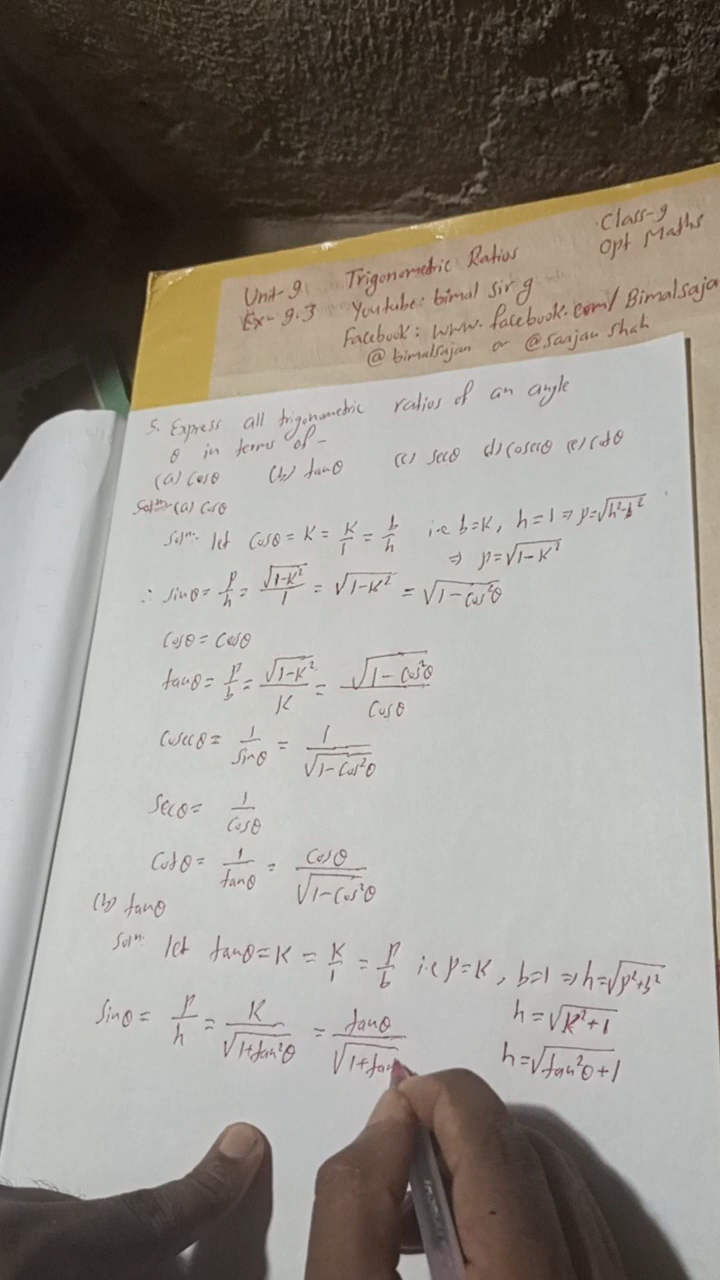 Unit-9 Trigonometric Ratios Class-9
Ex-9.3 Youtube: bimal sir g Opt Maths
Facebook: www.facebook.com/Bimalsaja
@bimalsajan or @saajan shah
5. Express all trigonometric ratios of an angle
θ in terms of -
(a) cosθ (b) tanθ (c) secθ d) cosecθ (e) cotθ
Solⁿ:- (a) cosθ
Solⁿ: let cosθ = K = K/1 = b/h i.e b=K, h=1 ⇒ p=√(h²-b²)
⇒ p=√(1-K²)
∴ sinθ = p/h = √(1-K²)/1 = √(1-K²) = √(1-cos²θ)
cosθ = cosθ
tanθ = p/b = √(1-K²)/K = √(1-cos²θ)/cosθ
cosecθ = 1/sinθ = 1/√(1-cos²θ)
secθ = 1/cosθ
cotθ = 1/tanθ = cosθ/√(1-cos²θ)
(b) tanθ
Solⁿ: let tanθ = K = K/1 = p/b i.e p=K, b=1 ⇒ h=√(p²+b²)
h=√(K²+1)
sinθ = p/h = K/√(1+tan²θ) = tanθ/√(1+tan
h=√(tan²θ+1)